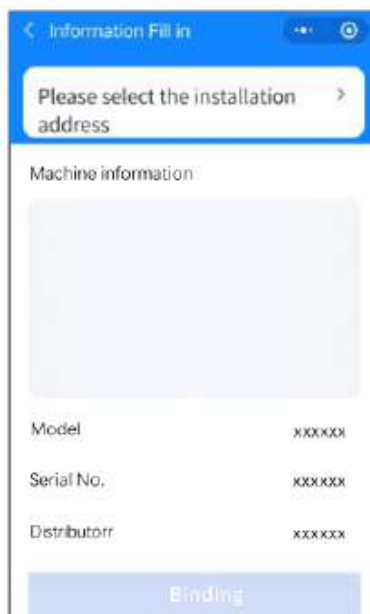 Information Fill in
Please select the installation
address
Machine information
Model xxxxxx
Serial No. xxxxxx
Distributorr xxxxxx
Binding